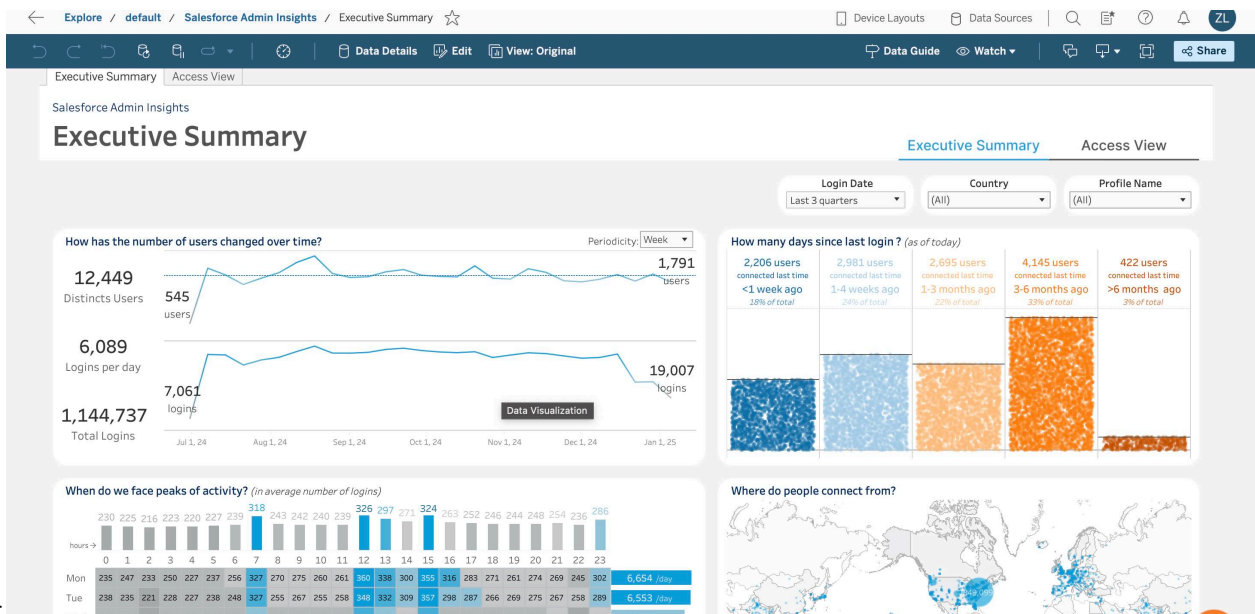 Explore / default / Salesforce Admin Insights / Executive Summary
Device Layouts Data Sources ZL
Data Details Edit View: Original Data Guide Watch Share
Executive Summary Access View
Salesforce Admin Insights
Executive Summary
Executive Summary Access View
Login Date Country Profile Name
Last 3 quarters (All) (All)
How has the number of users changed over time?
Periodicity: Week
12,449
Distincts Users
545
users
1,791
users
6,089
Logins per day
7,061
logins
19,007
logins
1,144,737
Total Logins
Data Visualization
Jul 1, 24 Aug 1, 24 Sep 1, 24 Oct 1, 24 Nov 1, 24 Dec 1, 24 Jan 1, 25
How many days since last login ? (as of today)
2,206 users 2,981 users 2,695 users 4,145 users 422 users
connected last time connected last time connected last time connected last time connected last time
<1 week ago 1-4 weeks ago 1-3 months ago 3-6 months ago >6 months ago
18% of total 24% of total 22% of total 33% of total 3% of total
When do we face peaks of activity? (in average number of logins)
230 225 216 223 220 227 239 318 243 242 240 239 326 297 271 324 263 252 246 244 248 254 236 286
hours→
0 1 2 3 4 5 6 7 8 9 10 11 12 13 14 15 16 17 18 19 20 21 22 23
Mon 235 247 233 250 227 237 256 327 270 275 260 261 360 338 300 355 316 283 271 261 274 269 245 302 6,654 /day
Tue 238 235 221 228 227 238 248 327 255 267 255 258 348 332 309 357 298 287 266 269 275 267 258 289 6,553 /day
Where do people connect from?